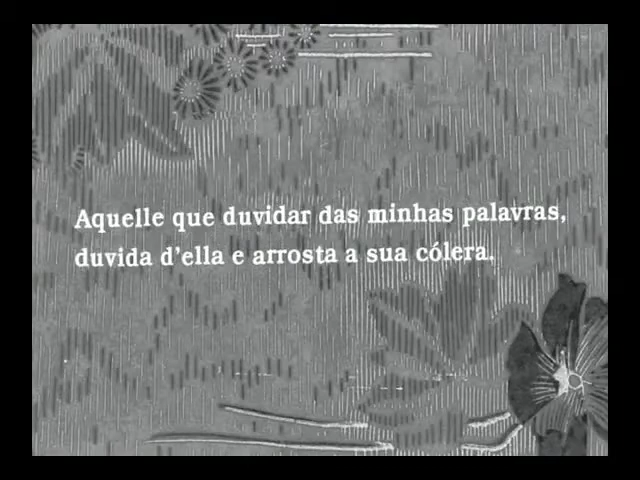 Aquelle que duvidar das minhas palavras,
duvida d'ella e arrosta a sua cólera.